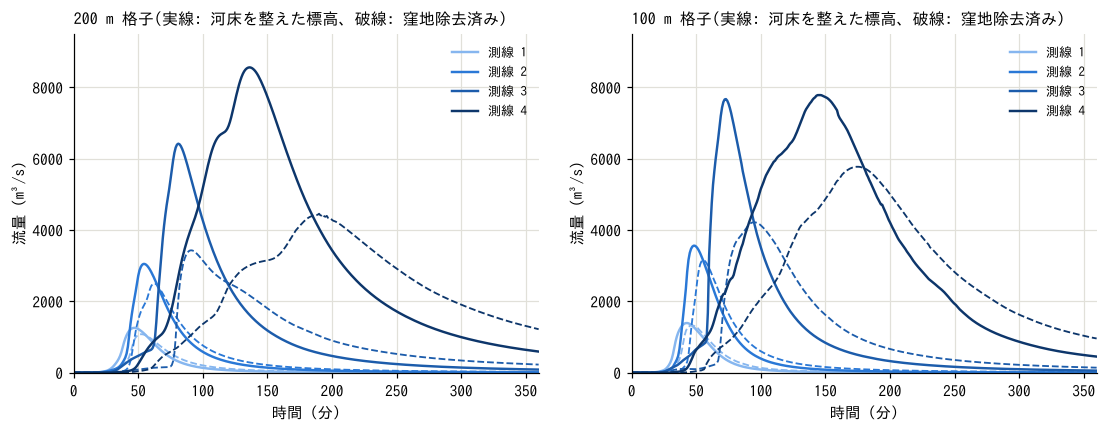 200 m 格子(実線: 河床を整えた標高、破線: 窪地除去済み)
測線 1
測線 2
測線 3
測線 4
8000
6000
4000
2000
0
流量 (m³/s)
0 50 100 150 200 250 300 350
時間 (分)
100 m 格子(実線: 河床を整えた標高、破線: 窪地除去済み)
測線 1
測線 2
測線 3
測線 4
8000
6000
4000
2000
0
流量 (m³/s)
0 50 100 150 200 250 300 350
時間 (分)